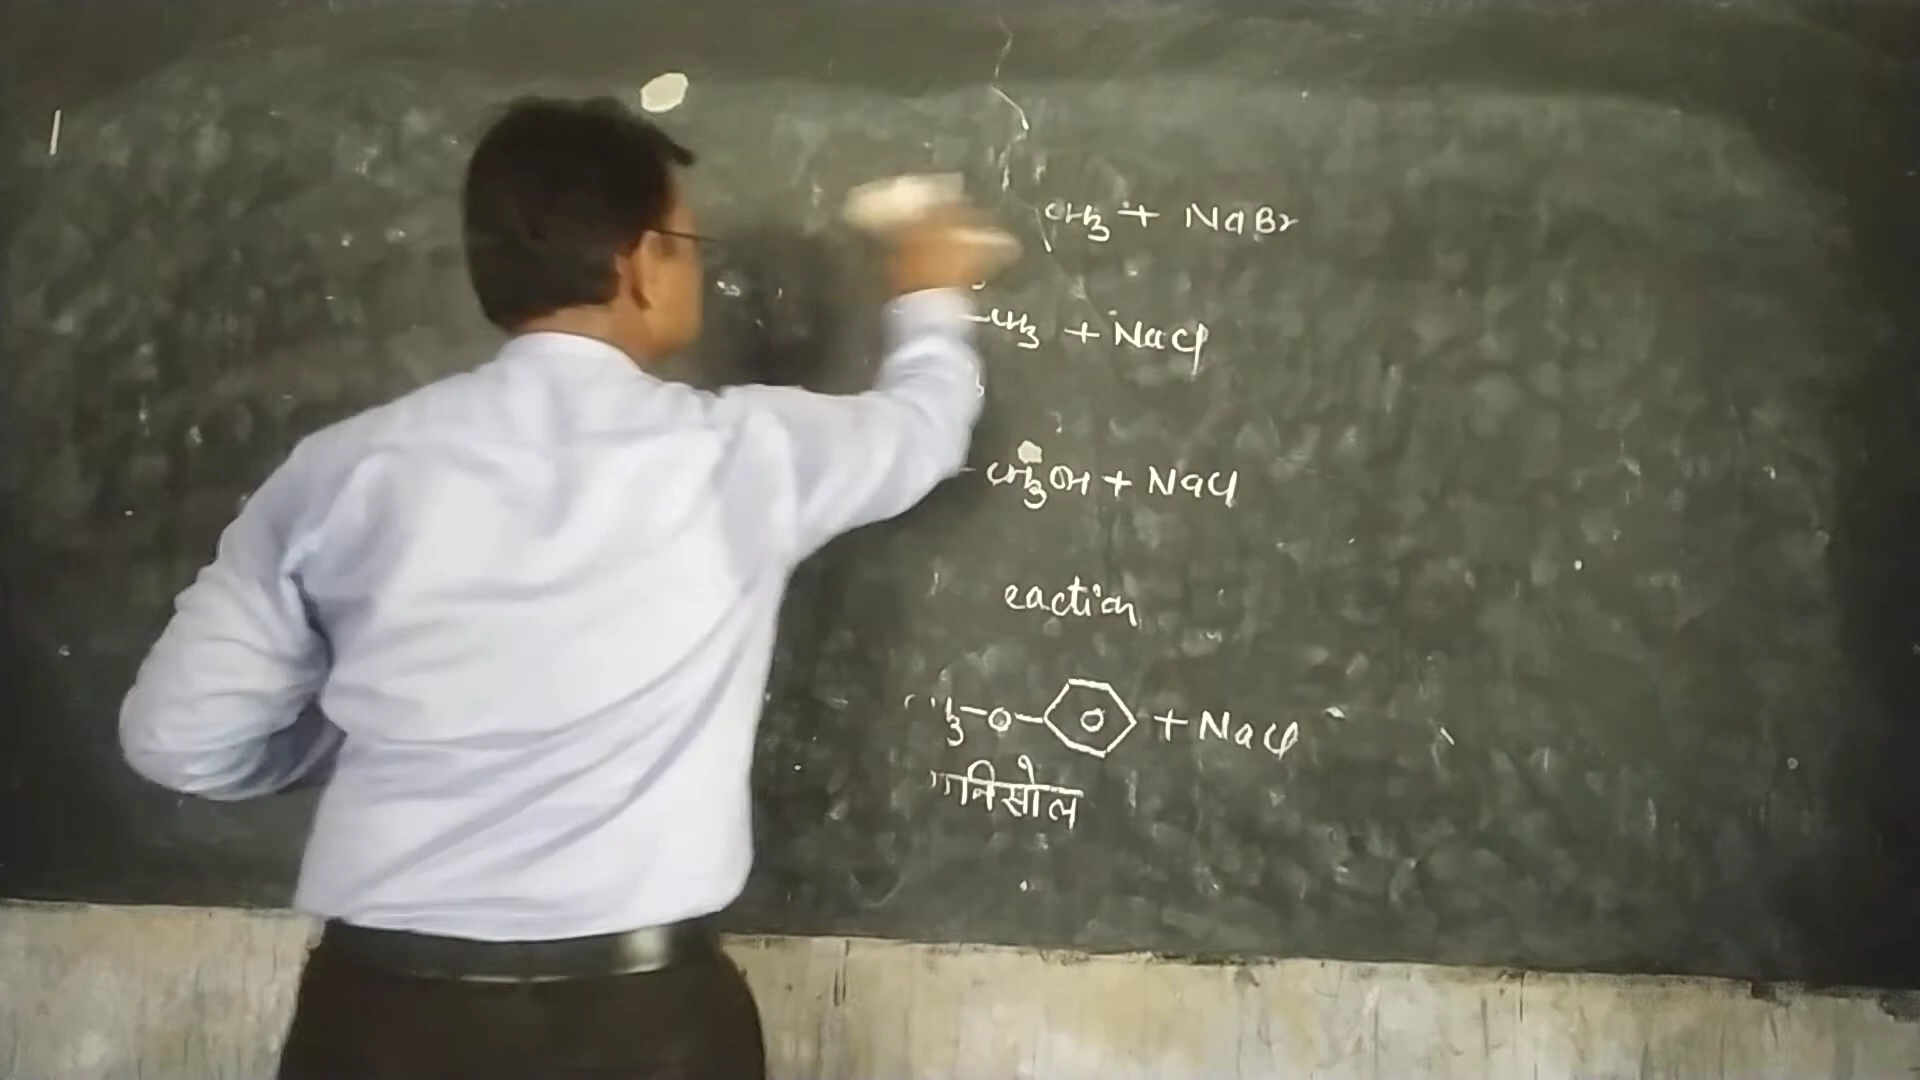 CH3 + NaBr
-CH3 + NaCl
- CH3OH + NaCl
eaction
3-O-⌬ + NaCl
निसोल